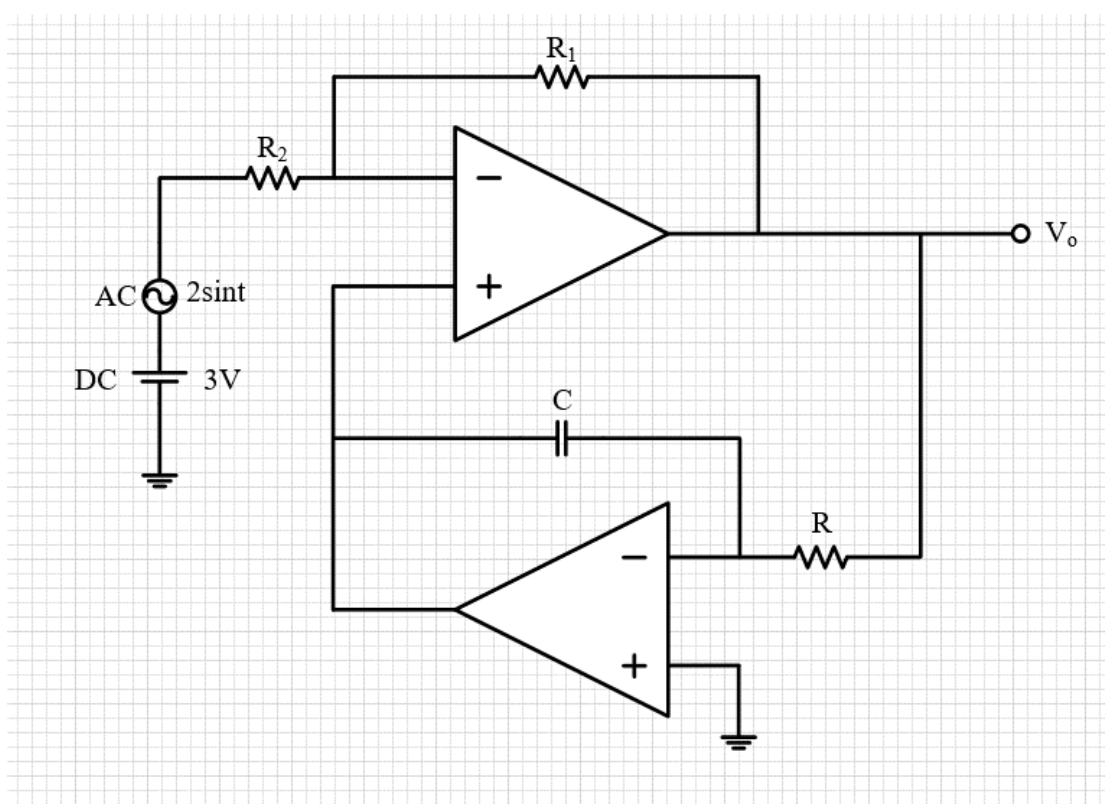 R₁
R₂
−
+
Vₒ
AC
2sint
DC
3V
C
R
−
+